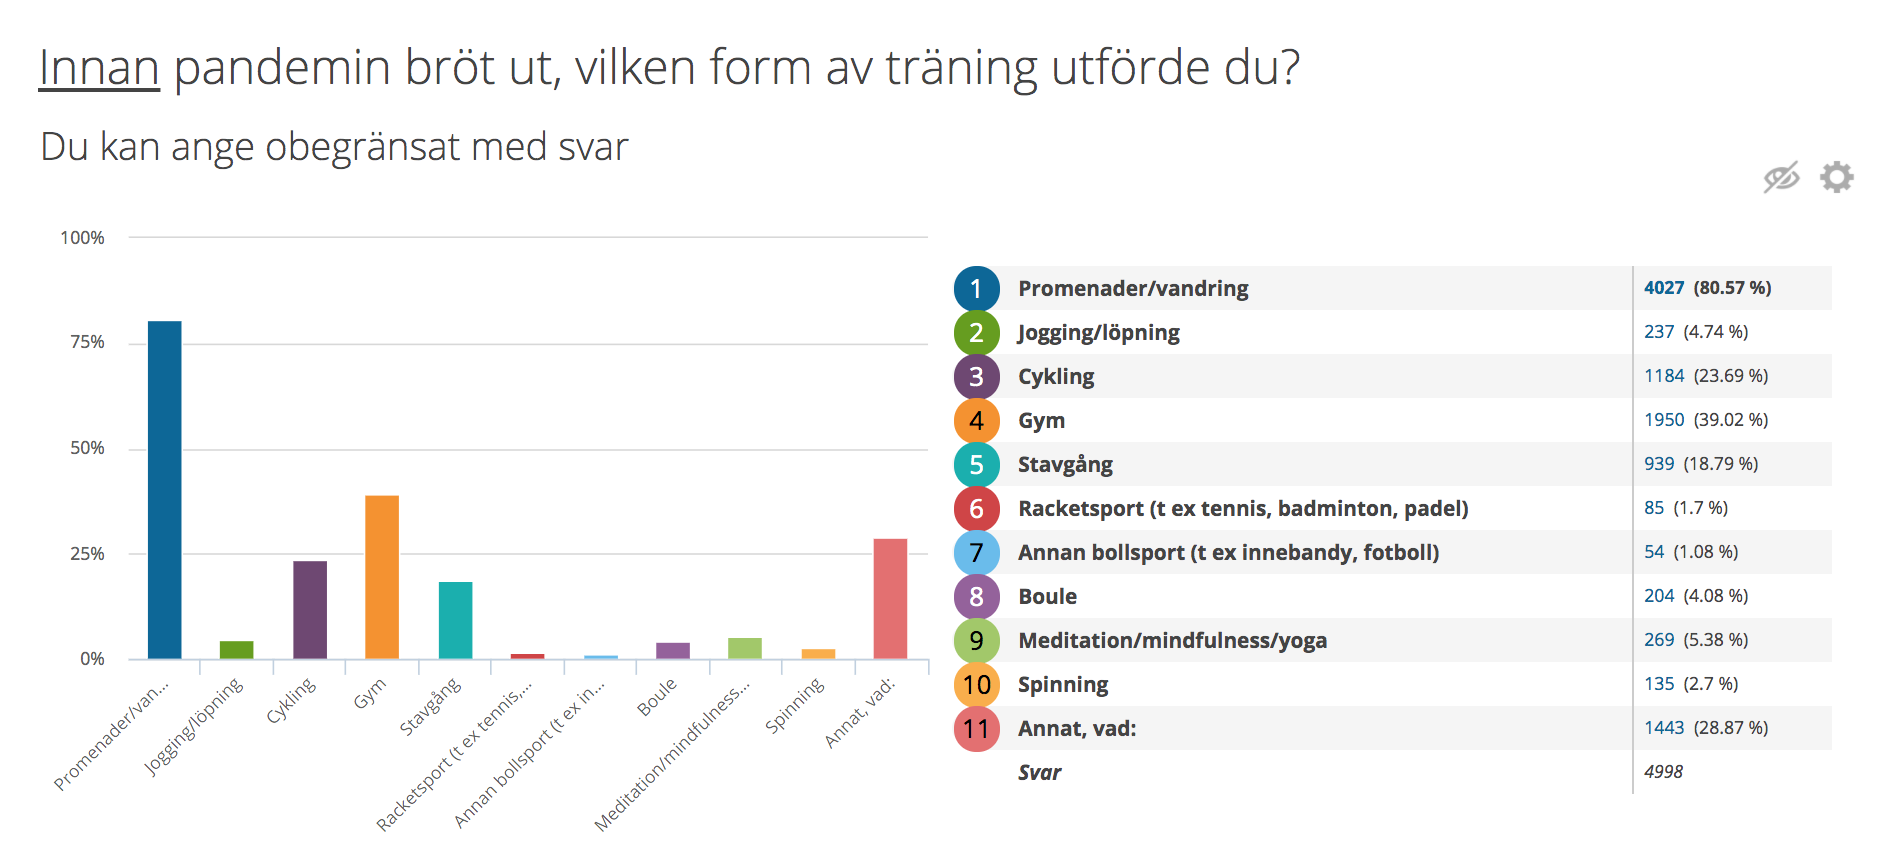 Innan pandemin bröt ut, vilken form av träning utförde du?
Du kan ange obegränsat med svar
100%
75%
50%
25%
0%
Promenader/van...
Jogging/löpning
Cykling
Gym
Stavgång
Racketsport (t ex tennis,...
Annan bollsport (t ex in...
Boule
Meditation/mindfulness...
Spinning
Annat, vad:
1 Promenader/vandring 4027 (80.57 %)
2 Jogging/löpning 237 (4.74 %)
3 Cykling 1184 (23.69 %)
4 Gym 1950 (39.02 %)
5 Stavgång 939 (18.79 %)
6 Racketsport (t ex tennis, badminton, padel) 85 (1.7 %)
7 Annan bollsport (t ex innebandy, fotboll) 54 (1.08 %)
8 Boule 204 (4.08 %)
9 Meditation/mindfulness/yoga 269 (5.38 %)
10 Spinning 135 (2.7 %)
11 Annat, vad: 1443 (28.87 %)
Svar 4998